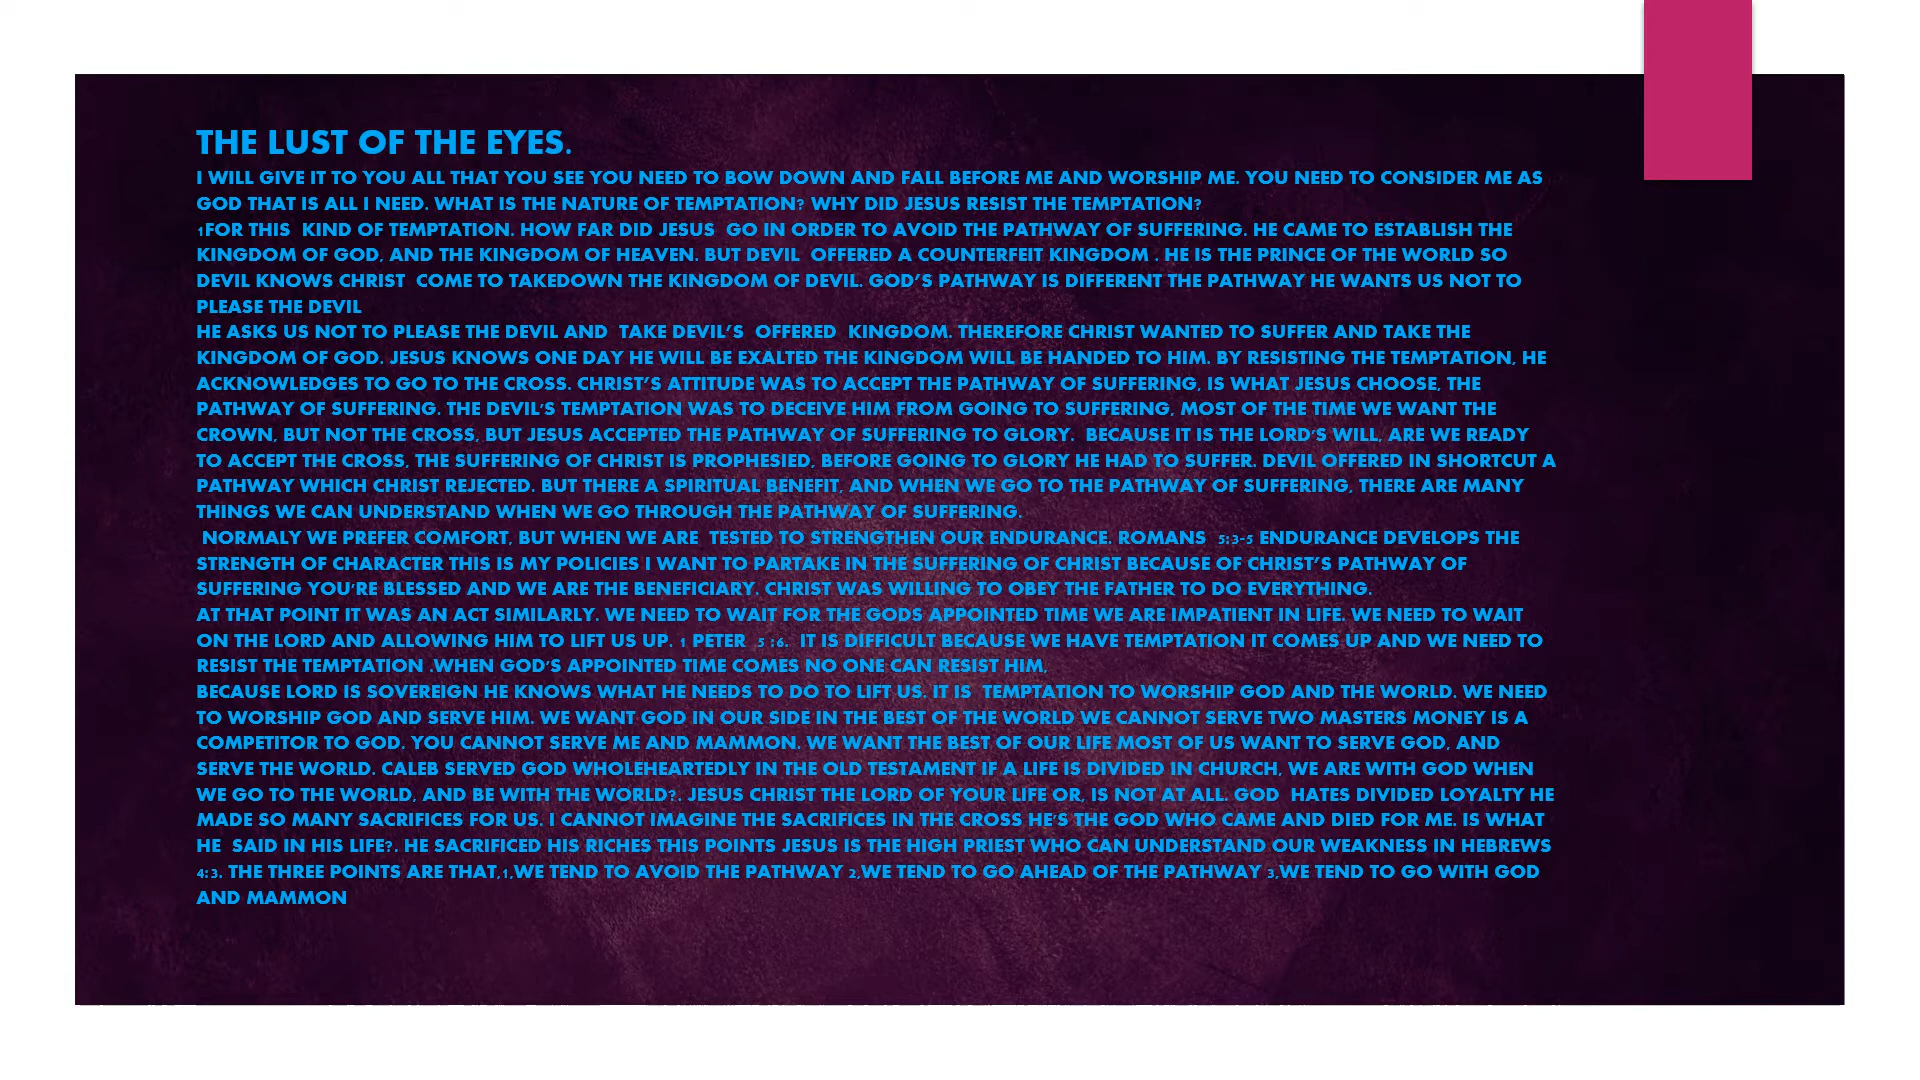 THE LUST OF THE EYES.
I WILL GIVE IT TO YOU ALL THAT YOU SEE YOU NEED TO BOW DOWN AND FALL BEFORE ME AND WORSHIP ME. YOU NEED TO CONSIDER ME AS
GOD THAT IS ALL I NEED. WHAT IS THE NATURE OF TEMPTATION? WHY DID JESUS RESIST THE TEMPTATION?
1FOR THIS  KIND OF TEMPTATION. HOW FAR DID JESUS  GO IN ORDER TO AVOID THE PATHWAY OF SUFFERING. HE CAME TO ESTABLISH THE
KINGDOM OF GOD, AND THE KINGDOM OF HEAVEN. BUT DEVIL  OFFERED A COUNTERFEIT KINGDOM . HE IS THE PRINCE OF THE WORLD SO
DEVIL KNOWS CHRIST  COME TO TAKEDOWN THE KINGDOM OF DEVIL. GOD'S PATHWAY IS DIFFERENT THE PATHWAY HE WANTS US NOT TO
PLEASE THE DEVIL
HE ASKS US NOT TO PLEASE THE DEVIL AND  TAKE DEVIL'S  OFFERED  KINGDOM. THEREFORE CHRIST WANTED TO SUFFER AND TAKE THE
KINGDOM OF GOD. JESUS KNOWS ONE DAY HE WILL BE EXALTED THE KINGDOM WILL BE HANDED TO HIM. BY RESISTING THE TEMPTATION, HE
ACKNOWLEDGES TO GO TO THE CROSS. CHRIST'S ATTITUDE WAS TO ACCEPT THE PATHWAY OF SUFFERING, IS WHAT JESUS CHOOSE, THE
PATHWAY OF SUFFERING. THE DEVIL'S TEMPTATION WAS TO DECEIVE HIM FROM GOING TO SUFFERING, MOST OF THE TIME WE WANT THE
CROWN, BUT NOT THE CROSS, BUT JESUS ACCEPTED THE PATHWAY OF SUFFERING TO GLORY.  BECAUSE IT IS THE LORD'S WILL, ARE WE READY
TO ACCEPT THE CROSS, THE SUFFERING OF CHRIST IS PROPHESIED, BEFORE GOING TO GLORY HE HAD TO SUFFER. DEVIL OFFERED IN SHORTCUT A
PATHWAY WHICH CHRIST REJECTED. BUT THERE A SPIRITUAL BENEFIT, AND WHEN WE GO TO THE PATHWAY OF SUFFERING, THERE ARE MANY
THINGS WE CAN UNDERSTAND WHEN WE GO THROUGH THE PATHWAY OF SUFFERING.
NORMALY WE PREFER COMFORT, BUT WHEN WE ARE  TESTED TO STRENGTHEN OUR ENDURANCE. ROMANS  5:3-5 ENDURANCE DEVELOPS THE
STRENGTH OF CHARACTER THIS IS MY POLICIES I WANT TO PARTAKE IN THE SUFFERING OF CHRIST BECAUSE OF CHRIST'S PATHWAY OF
SUFFERING YOU'RE BLESSED AND WE ARE THE BENEFICIARY. CHRIST WAS WILLING TO OBEY THE FATHER TO DO EVERYTHING.
AT THAT POINT IT WAS AN ACT SIMILARLY. WE NEED TO WAIT FOR THE GODS APPOINTED TIME WE ARE IMPATIENT IN LIFE. WE NEED TO WAIT
ON THE LORD AND ALLOWING HIM TO LIFT US UP. 1 PETER  5 :6.  IT IS DIFFICULT BECAUSE WE HAVE TEMPTATION IT COMES UP AND WE NEED TO
RESIST THE TEMPTATION .WHEN GOD'S APPOINTED TIME COMES NO ONE CAN RESIST HIM,
BECAUSE LORD IS SOVEREIGN HE KNOWS WHAT HE NEEDS TO DO TO LIFT US. IT IS  TEMPTATION TO WORSHIP GOD AND THE WORLD. WE NEED
TO WORSHIP GOD AND SERVE HIM. WE WANT GOD IN OUR SIDE IN THE BEST OF THE WORLD WE CANNOT SERVE TWO MASTERS MONEY IS A
COMPETITOR TO GOD. YOU CANNOT SERVE ME AND MAMMON. WE WANT THE BEST OF OUR LIFE MOST OF US WANT TO SERVE GOD, AND
SERVE THE WORLD. CALEB SERVED GOD WHOLEHEARTEDLY IN THE OLD TESTAMENT IF A LIFE IS DIVIDED IN CHURCH, WE ARE WITH GOD WHEN
WE GO TO THE WORLD, AND BE WITH THE WORLD?. JESUS CHRIST THE LORD OF YOUR LIFE OR, IS NOT AT ALL. GOD  HATES DIVIDED LOYALTY HE
MADE SO MANY SACRIFICES FOR US. I CANNOT IMAGINE THE SACRIFICES IN THE CROSS HE'S THE GOD WHO CAME AND DIED FOR ME. IS WHAT
HE  SAID IN HIS LIFE?. HE SACRIFICED HIS RICHES THIS POINTS JESUS IS THE HIGH PRIEST WHO CAN UNDERSTAND OUR WEAKNESS IN HEBREWS
4:3. THE THREE POINTS ARE THAT,1,WE TEND TO AVOID THE PATHWAY 2,WE TEND TO GO AHEAD OF THE PATHWAY 3,WE TEND TO GO WITH GOD
AND MAMMON